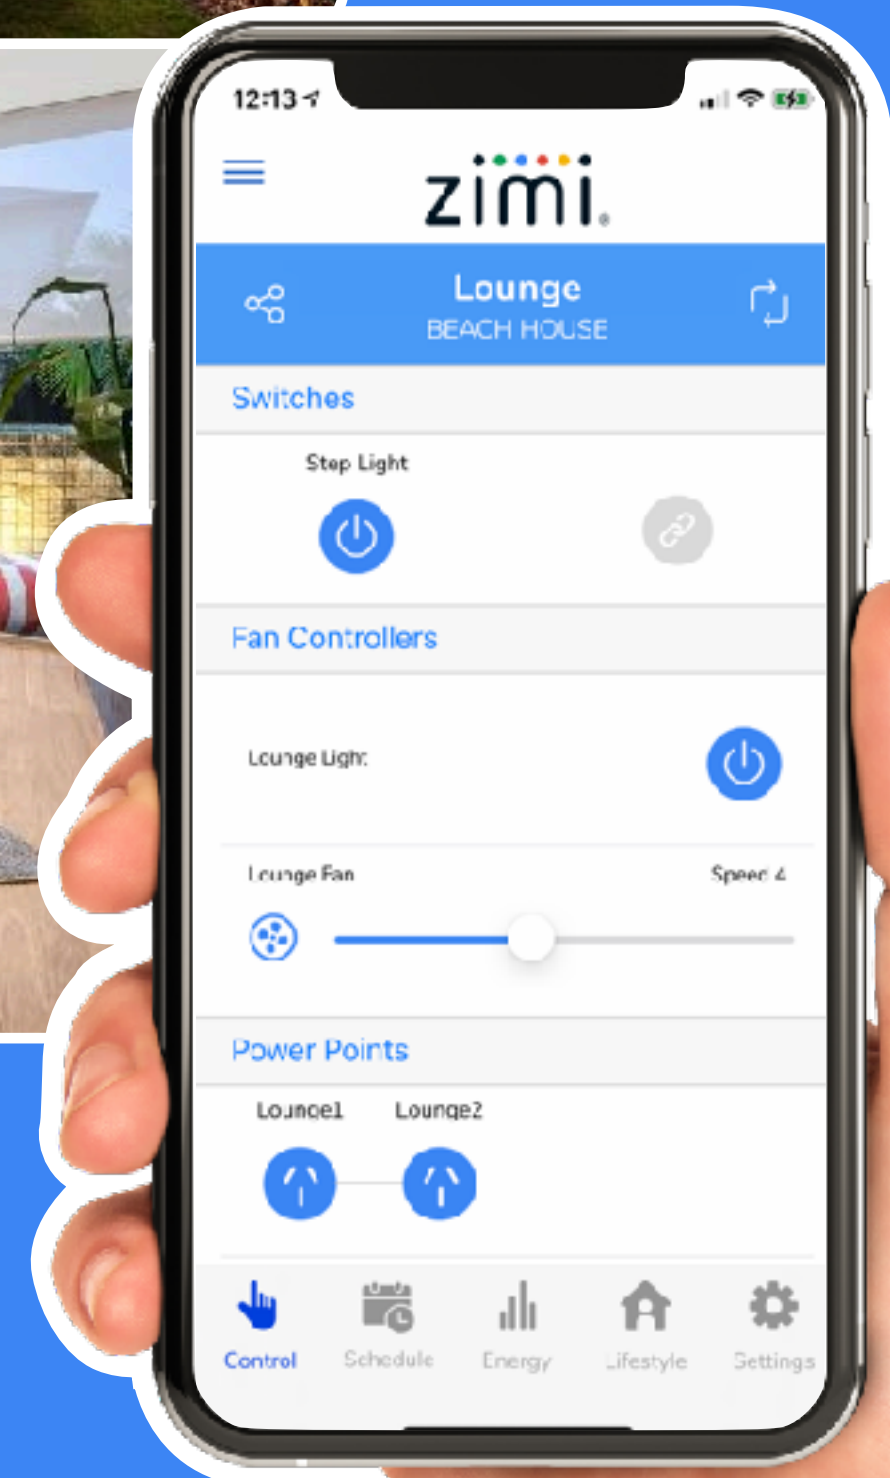 12:13
zimi®
Lounge
BEACH HOUSE
Switches
Step Light
Fan Controllers
Lounge Light
Lounge Fan
Speed 4
Power Points
Lounge1 Lounge2
Control Schedule Energy Lifestyle Settings